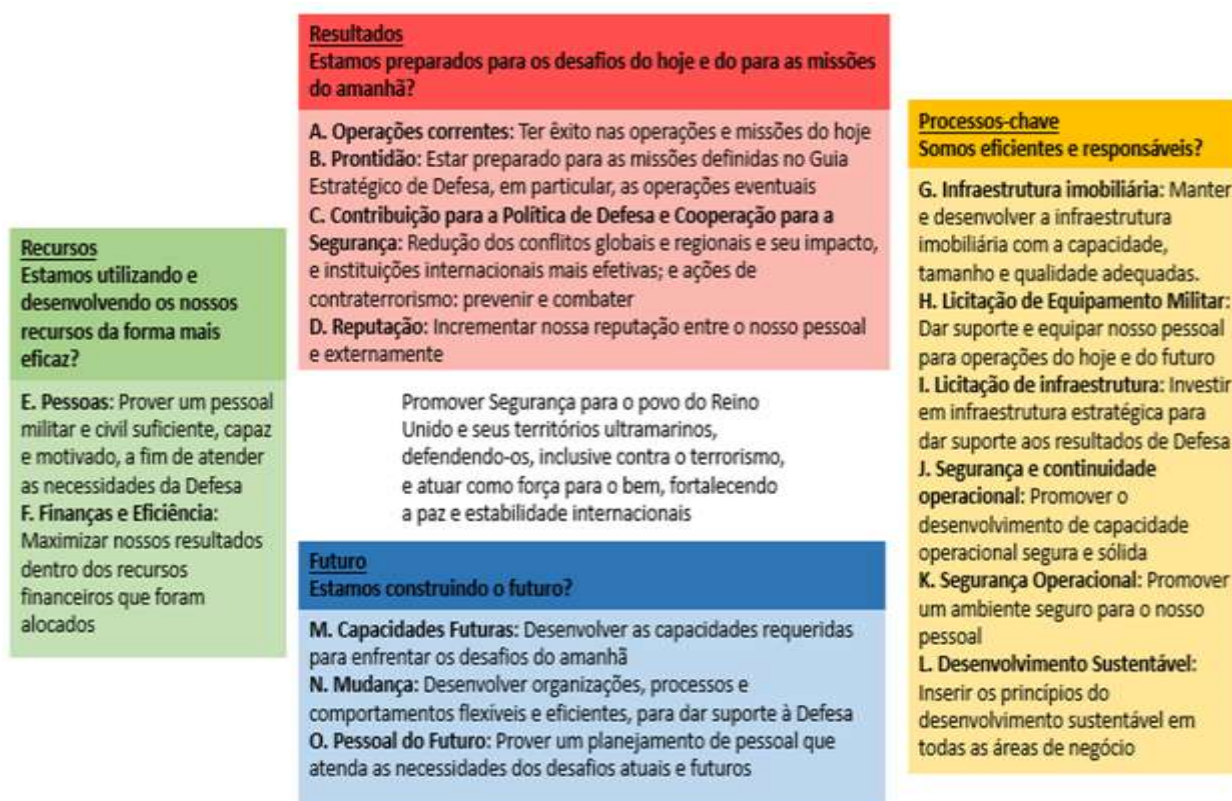 Resultados
Estamos preparados para os desafios do hoje e do para as missões
do amanhã?
A. Operações correntes: Ter êxito nas operações e missões do hoje
B. Prontidão: Estar preparado para as missões definidas no Guia
Estratégico de Defesa, em particular, as operações eventuais
C. Contribuição para a Política de Defesa e Cooperação para a
Segurança: Redução dos conflitos globais e regionais e seu impacto,
e instituições internacionais mais efetivas; e ações de
contraterrorismo: prevenir e combater
D. Reputação: Incrementar nossa reputação entre o nosso pessoal
e externamente
Recursos
Estamos utilizando e
desenvolvendo os nossos
recursos da forma mais
eficaz?
E. Pessoas: Prover um pessoal
militar e civil suficiente, capaz
e motivado, a fim de atender
as necessidades da Defesa
F. Finanças e Eficiência:
Maximizar nossos resultados
dentro dos recursos
financeiros que foram
alocados
Promover Segurança para o povo do Reino
Unido e seus territórios ultramarinos,
defendendo-os, inclusive contra o terrorismo,
e atuar como força para o bem, fortalecendo
a paz e estabilidade internacionais
Processos-chave
Somos eficientes e responsáveis?
G. Infraestrutura imobiliária: Manter
e desenvolver a infraestrutura
imobiliária com a capacidade,
tamanho e qualidade adequadas.
H. Licitação de Equipamento Militar:
Dar suporte e equipar nosso pessoal
para operações do hoje e do futuro
I. Licitação de infraestrutura: Investir
em infraestrutura estratégica para
dar suporte aos resultados de Defesa
J. Segurança e continuidade
operacional: Promover o
desenvolvimento de capacidade
operacional segura e sólida
K. Segurança Operacional: Promover
um ambiente seguro para o nosso
pessoal
L. Desenvolvimento Sustentável:
Inserir os princípios do
desenvolvimento sustentável em
todas as áreas de negócio
Futuro
Estamos construindo o futuro?
M. Capacidades Futuras: Desenvolver as capacidades requeridas
para enfrentar os desafios do amanhã
N. Mudança: Desenvolver organizações, processos e
comportamentos flexíveis e eficientes, para dar suporte à Defesa
O. Pessoal do Futuro: Prover um planejamento de pessoal que
atenda as necessidades dos desafios atuais e futuros